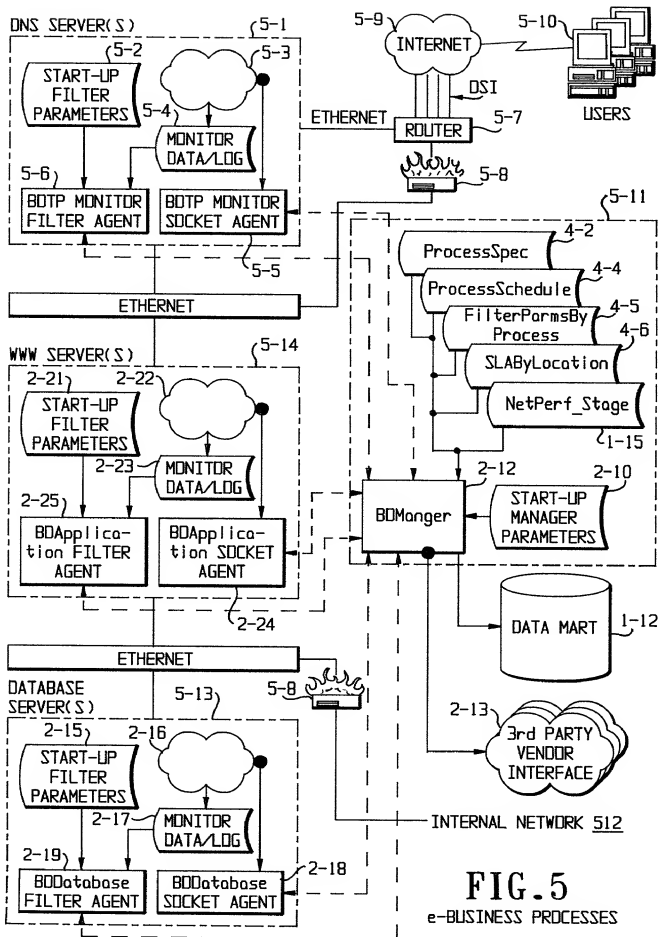 DNS SERVER(S)
5-1
5-2
START-UP
FILTER
PARAMETERS
5-3
5-4
MONITOR
DATA/LOG
5-6
BDTP MONITOR
FILTER AGENT
BDTP MONITOR
SOCKET AGENT
5-5
5-9
INTERNET
5-10
USERS
DSI
ETHERNET
ROUTER
5-7
5-8
ETHERNET
5-11
4-2
ProcessSpec
4-4
ProcessSchedule
4-5
FilterParmsBy
Process
4-6
SLAByLocation
NetPerf_Stage
1-15
2-12
BDManger
2-10
START-UP
MANAGER
PARAMETERS
WWW SERVER(S)
5-14
2-21
START-UP
FILTER
PARAMETERS
2-22
2-23
MONITOR
DATA/LOG
2-25
BDApplica-
tion FILTER
AGENT
BDApplica-
tion SOCKET
AGENT
2-24
DATA MART
1-12
ETHERNET
5-8
2-13
3rd PARTY
VENDOR
INTERFACE
DATABASE
SERVER(S)
5-13
2-15
START-UP
FILTER
PARAMETERS
2-16
2-17
MONITOR
DATA/LOG
INTERNAL NETWORK 512
2-19
BDDatabase
FILTER AGENT
2-18
BDDatabase
SOCKET AGENT
FIG.5
e-BUSINESS PROCESSES